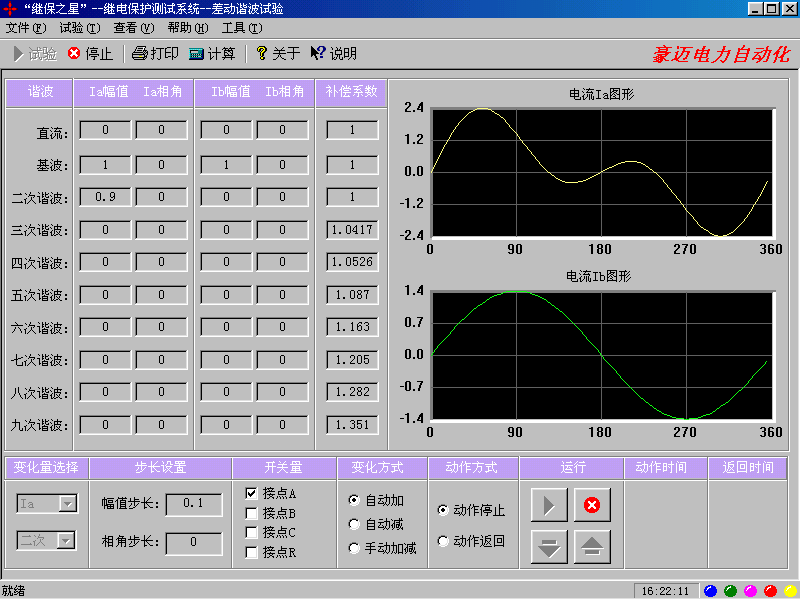 “继保之星”--继电保护测试系统--差动谐波试验
文件(F) 试验(T) 查看(V) 帮助(H) 工具(T)
试验 停止 打印 计算 关于 说明 豪迈电力自动化
谐波 Ia幅值 Ia相角 Ib幅值 Ib相角 补偿系数
直流: 0 0 0 0 1
基波: 1 0 1 0 1
二次谐波: 0.9 0 0 0 1
三次谐波: 0 0 0 0 1.0417
四次谐波: 0 0 0 0 1.0526
五次谐波: 0 0 0 0 1.087
六次谐波: 0 0 0 0 1.163
七次谐波: 0 0 0 0 1.205
八次谐波: 0 0 0 0 1.282
九次谐波: 0 0 0 0 1.351
电流Ia图形
2.4
1.2
0.0
-1.2
-2.4
0 90 180 270 360
电流Ib图形
1.4
0.7
0.0
-0.7
-1.4
0 90 180 270 360
变化量选择 步长设置 开关量 变化方式 动作方式 运行 动作时间 返回时间
Ia
二次
幅值步长: 0.1
相角步长: 0
接点A
接点B
接点C
接点R
自动加
自动减
手动加减
动作停止
动作返回
就绪 16:22:11